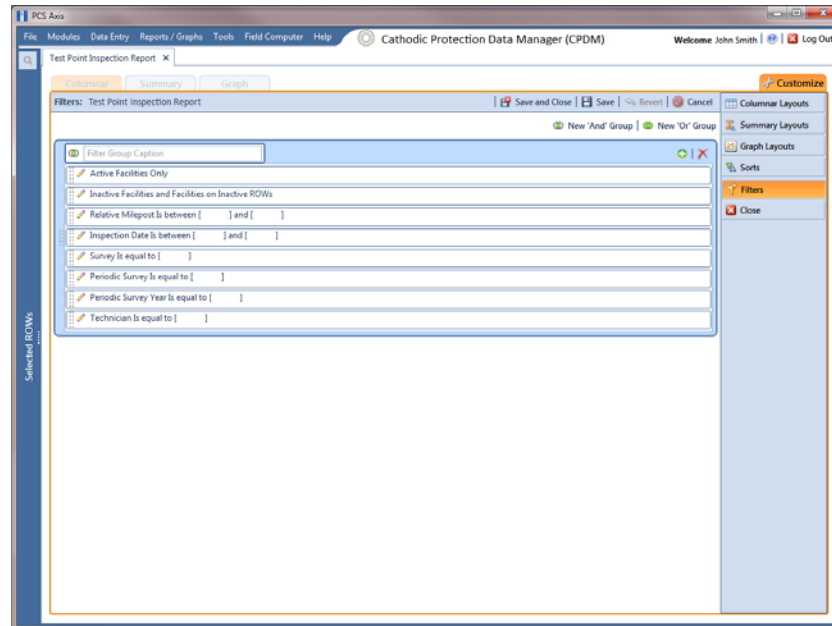 PCS Axis
File Modules Data Entry Reports / Graphs Tools Field Computer Help Cathodic Protection Data Manager (CPDM) Welcome John Smith Log Out
Test Point Inspection Report
Columnar Summary Graph Customize
Filters: Test Point Inspection Report Save and Close Save Revert Cancel
Columnar Layouts
New 'And' Group New 'Or' Group
Summary Layouts
Graph Layouts
Sorts
Filters
Close
Filter Group Caption
Active Facilities Only
Inactive Facilities and Facilities on Inactive ROWs
Relative Milepost Is between [ ] and [ ]
Inspection Date Is between [ ] and [ ]
Survey Is equal to [ ]
Periodic Survey Is equal to [ ]
Periodic Survey Year Is equal to [ ]
Technician Is equal to [ ]
Selected ROWs